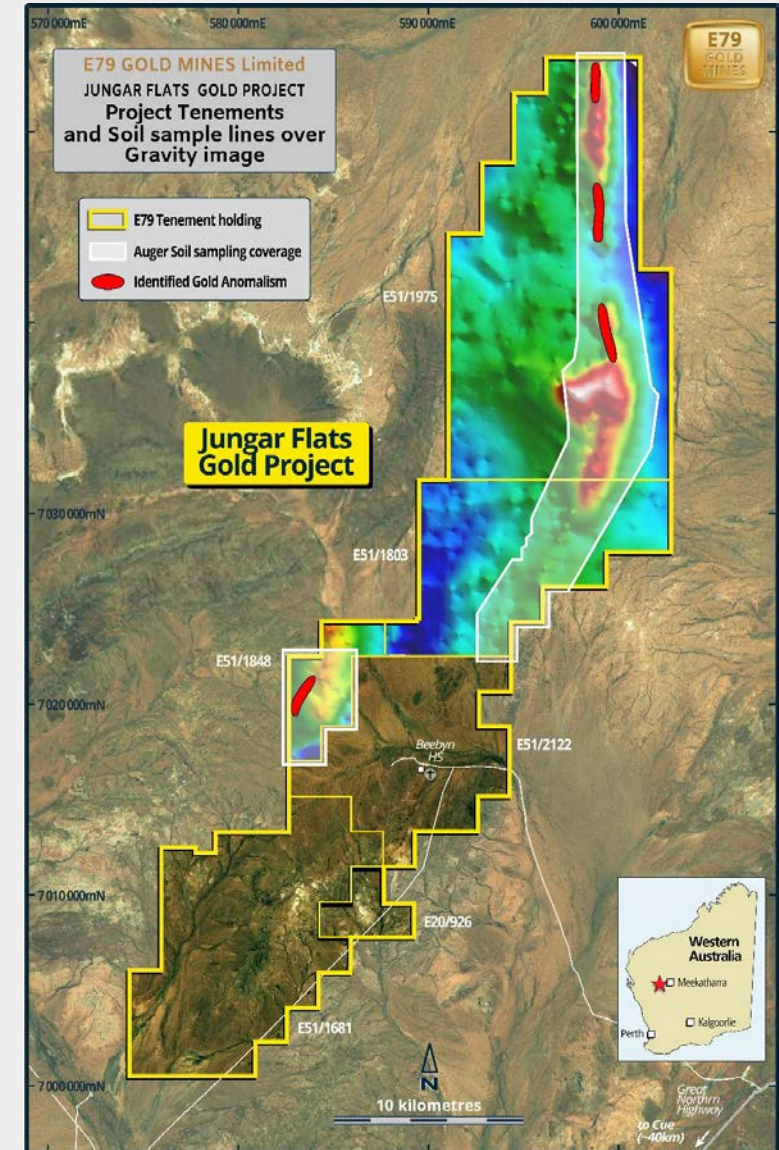 570 000mE
580 000mE
590 000mE
600 000mE
E79 GOLD MINES Limited
JUNGAR FLATS GOLD PROJECT
Project Tenements
and Soil sample lines over
Gravity image
E79
GOLD
MINES
E79 Tenement holding
Auger Soil sampling coverage
Identified Gold Anomalism
E51/1975
Jungar Flats
Gold Project
7 030 000mN
E51/1803
E51/1848
7 020 000mN
E51/2122
Beebyn
HS
7 010 000mN
E20/926
Western
Australia
Meekatharra
Kalgoorlie
Perth
E51/1681
7 000 000mN
N
10 kilometres
Great
Northrn
Highway
to Cue
(~40km)